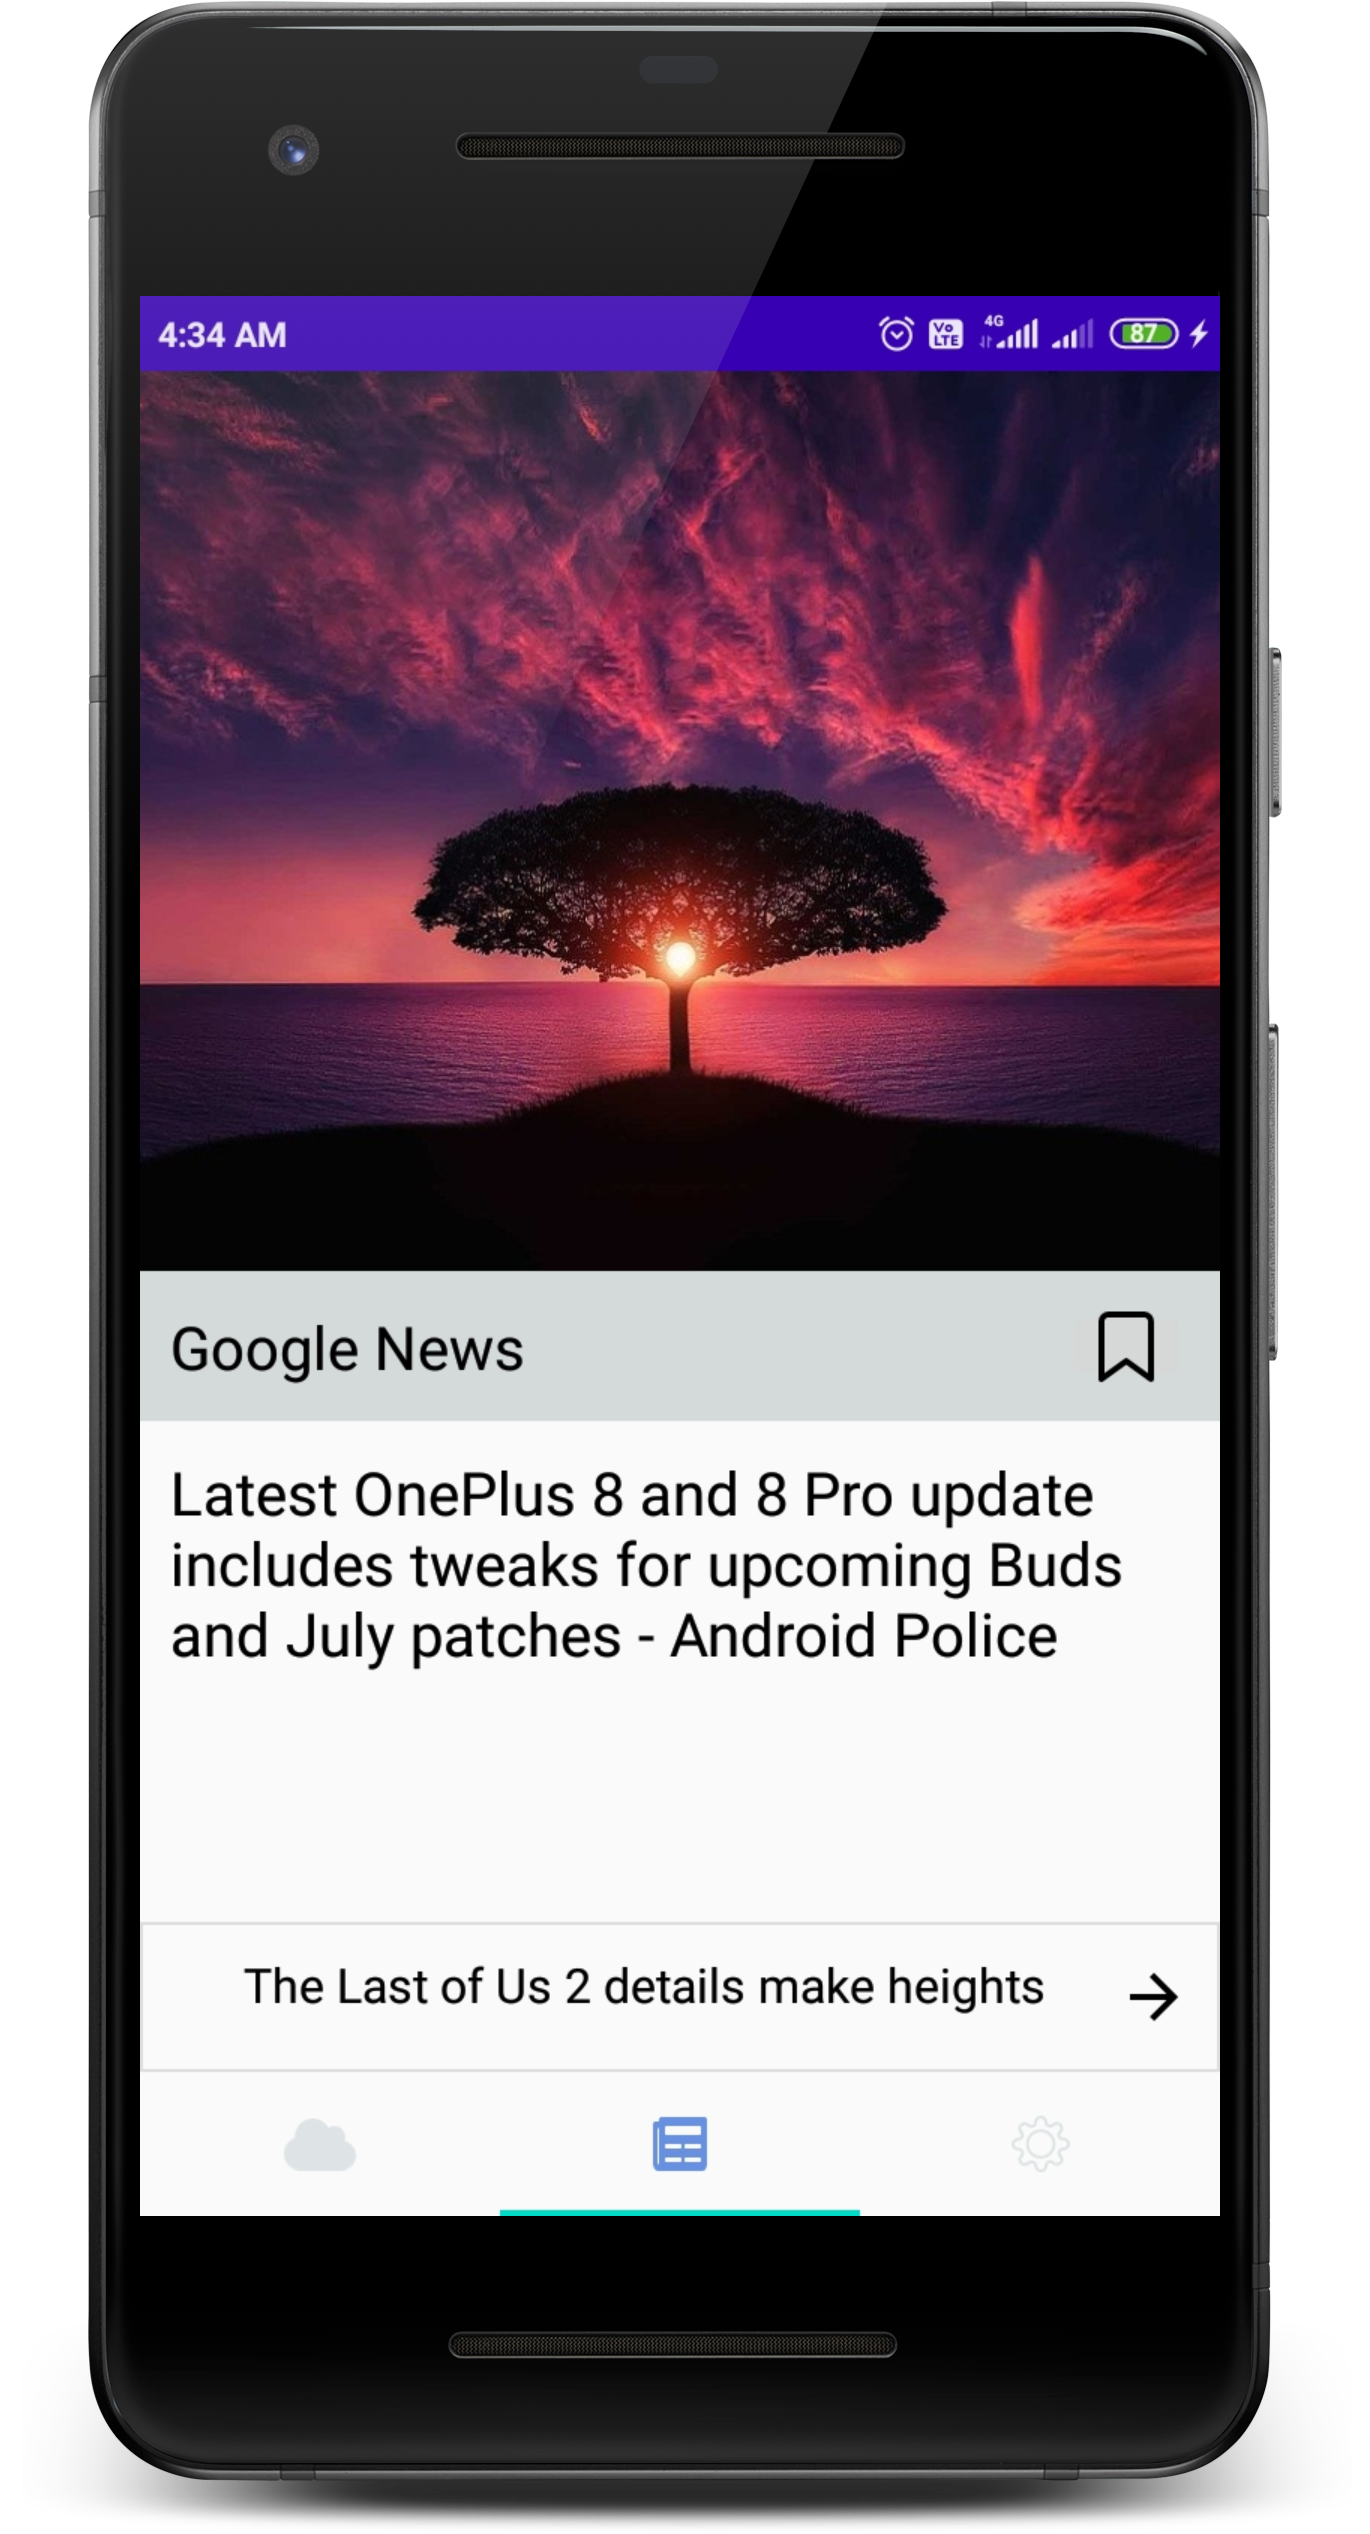 4:34 AM
Vo
LTE
4G
87
Google News
Latest OnePlus 8 and 8 Pro update
includes tweaks for upcoming Buds
and July patches - Android Police
The Last of Us 2 details make heights